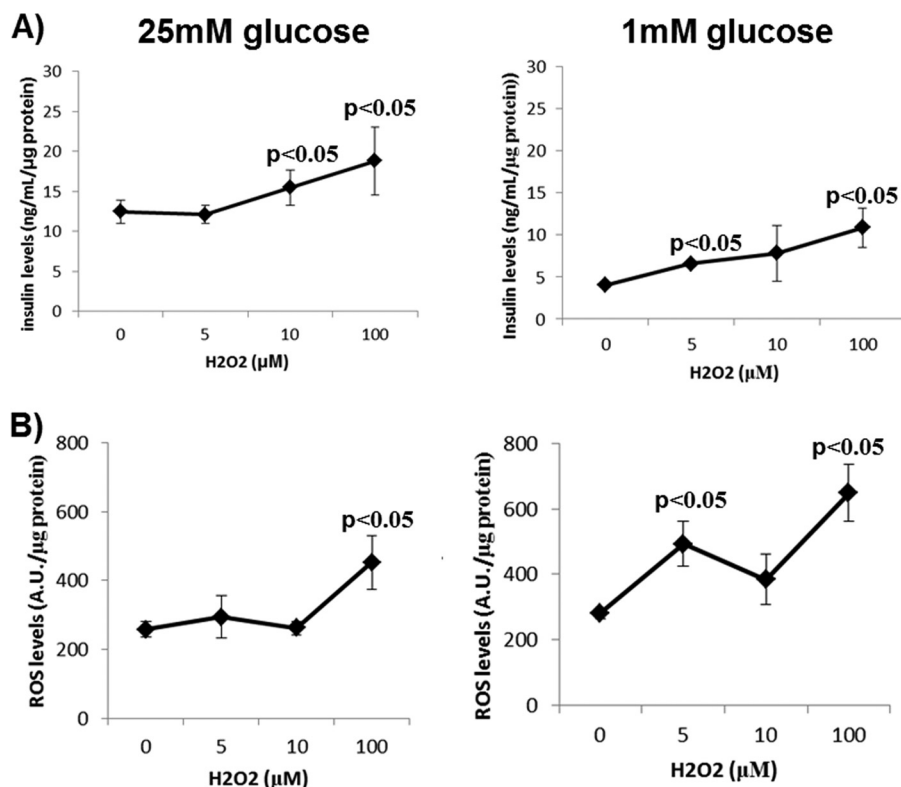 A)
25mM glucose
1mM glucose
insulin levels (ng/mL/µg protein)
30
25
20
15
10
5
0
p<0.05
p<0.05
0 5 10 100
H2O2 (µM)
Insulin levels (ng/mL/µg protein))
30
25
20
15
10
5
0
p<0.05
p<0.05
0 5 10 100
H2O2 (µM)
B)
ROS levels (A.U./µg protein)
800
600
400
200
0
p<0.05
0 5 10 100
H2O2 (µM)
ROS levels (A.U./µg protein))
800
600
400
200
0
p<0.05
p<0.05
0 5 10 100
H2O2 (µM)